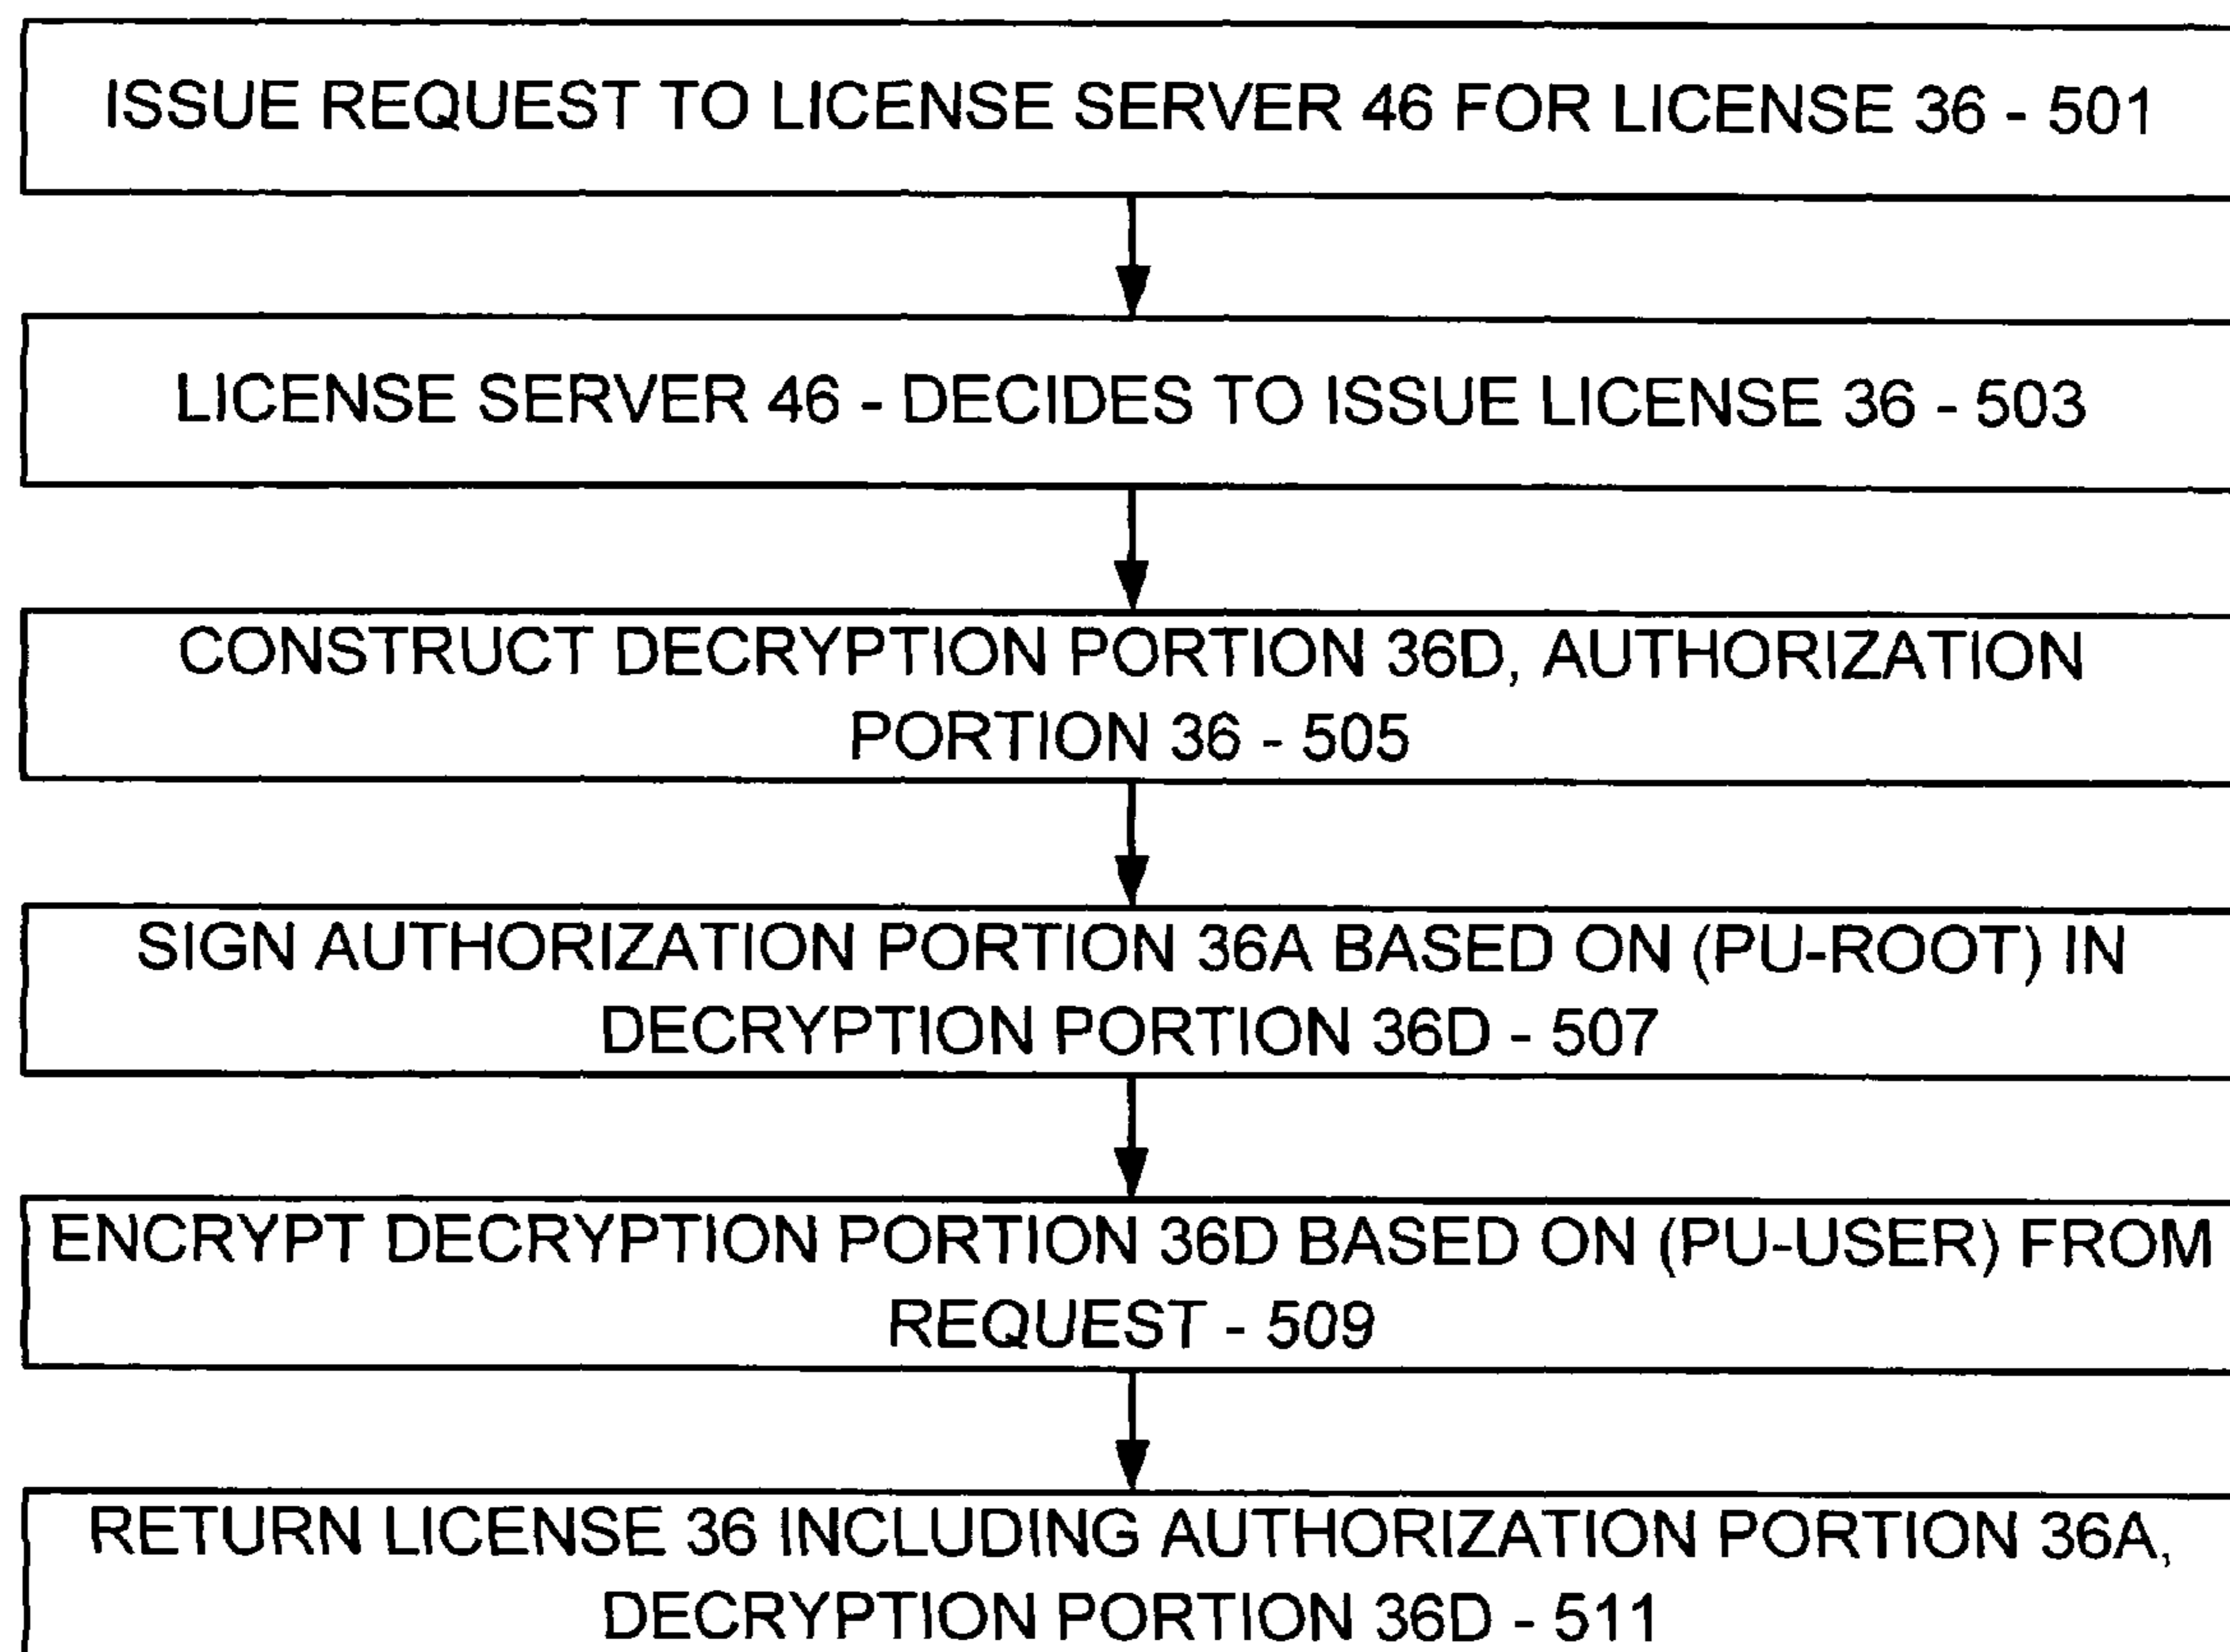 ISSUE REQUEST TO LICENSE SERVER 46 FOR LICENSE 36 - 501
LICENSE SERVER 46 - DECIDES TO ISSUE LICENSE 36 - 503
CONSTRUCT DECRYPTION PORTION 36D, AUTHORIZATION
PORTION 36 - 505
SIGN AUTHORIZATION PORTION 36A BASED ON (PU-ROOT) IN
DECRYPTION PORTION 36D - 507
ENCRYPT DECRYPTION PORTION 36D BASED ON (PU-USER) FROM
REQUEST - 509
RETURN LICENSE 36 INCLUDING AUTHORIZATION PORTION 36A,
DECRYPTION PORTION 36D - 511